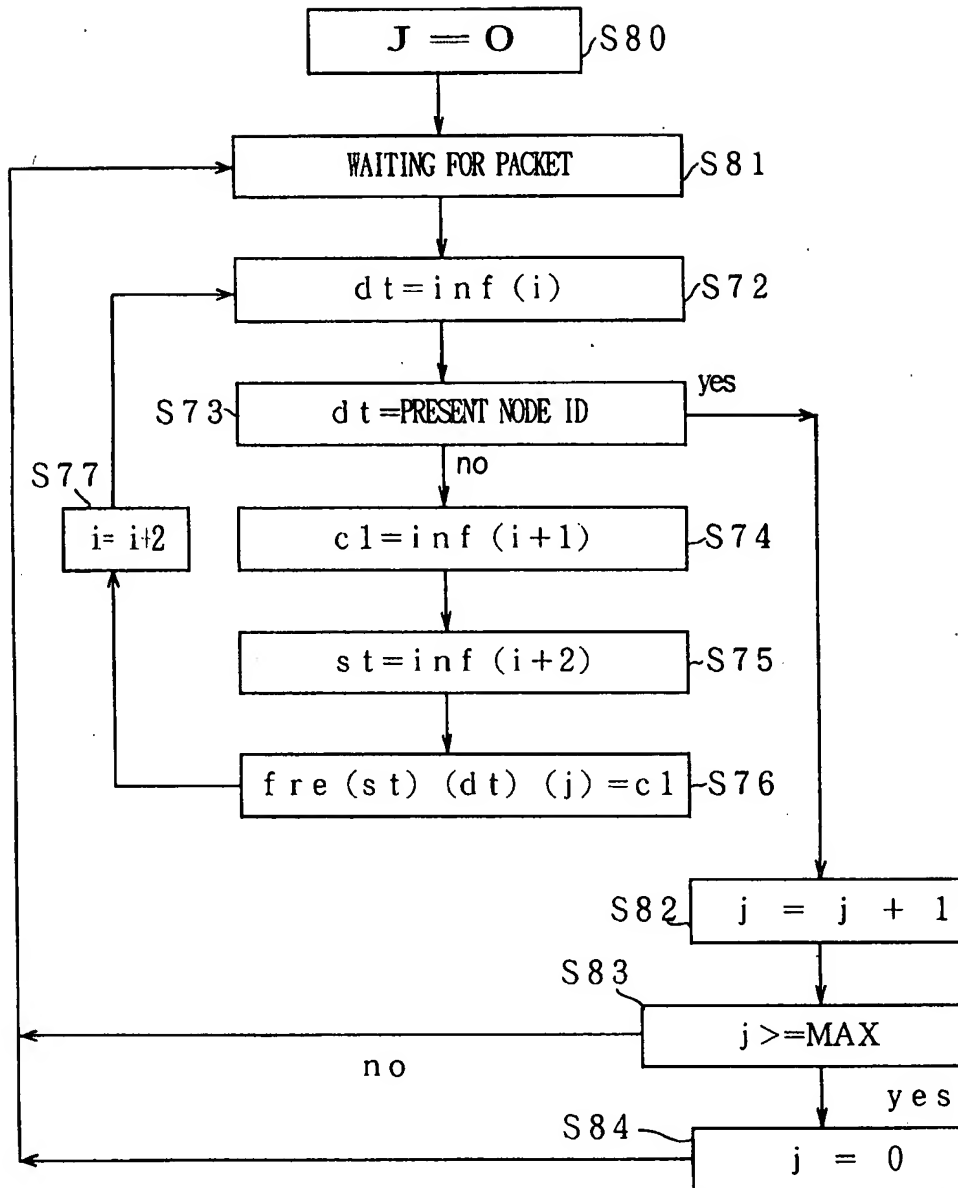 J = O S80
WAITING FOR PACKET S81
dt=inf (i) S72
S73 dt=PRESENT NODE ID yes
no
S77
i= i+2
c1=inf (i+1) S74
st=inf (i+2) S75
fre (st) (dt) (j) =c1 S76
S82 j = j + 1
S83
j>=MAX
no
yes
S84
j = 0